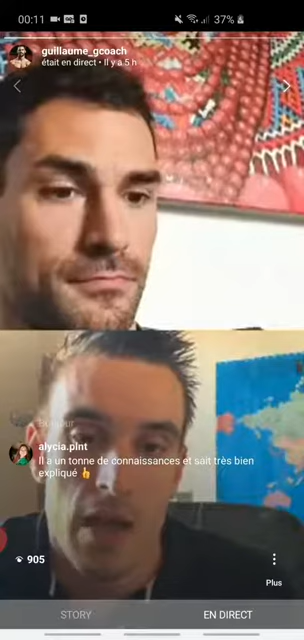 00:11
37%
guillaume_gcoach
était en direct • Il y a 5 h
alycia.plnt
Il a un tonne de connaissances et sait très bien
expliqué 👍
905
Plus
STORY
EN DIRECT